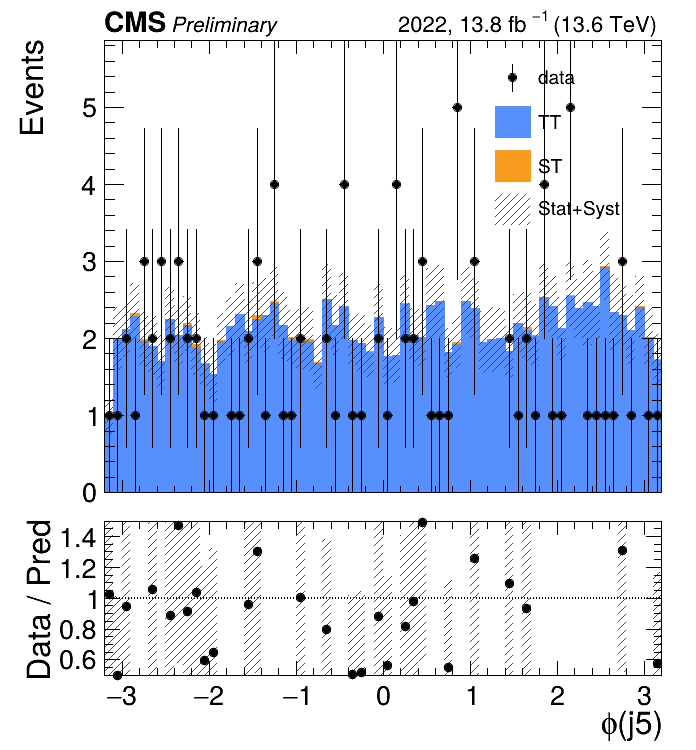 CMS Preliminary 2022, 13.8 fb⁻¹ (13.6 TeV)
Events
5
4
3
2
1
0
data
TT
ST
Stat+Syst
Data / Pred
1.4
1.2
1
0.8
0.6
−3 −2 −1 0 1 2 3
ϕ(j5)